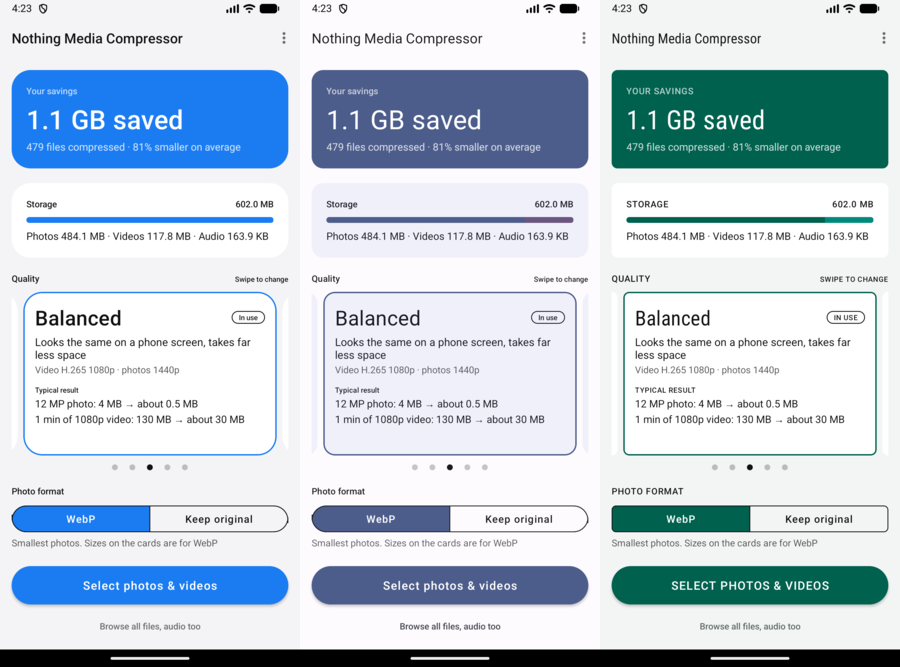 4:23
Nothing Media Compressor
Your savings
1.1 GB saved
479 files compressed · 81% smaller on average
Storage 602.0 MB
Photos 484.1 MB · Videos 117.8 MB · Audio 163.9 KB
Quality Swipe to change
Balanced In use
Looks the same on a phone screen, takes far
less space
Video H.265 1080p · photos 1440p
Typical result
12 MP photo: 4 MB → about 0.5 MB
1 min of 1080p video: 130 MB → about 30 MB
Photo format
WebP Keep original
Smallest photos. Sizes on the cards are for WebP
Select photos & videos
Browse all files, audio too
4:23
Nothing Media Compressor
Your savings
1.1 GB saved
479 files compressed · 81% smaller on average
Storage 602.0 MB
Photos 484.1 MB · Videos 117.8 MB · Audio 163.9 KB
Quality Swipe to change
Balanced In use
Looks the same on a phone screen, takes far
less space
Video H.265 1080p · photos 1440p
Typical result
12 MP photo: 4 MB → about 0.5 MB
1 min of 1080p video: 130 MB → about 30 MB
Photo format
WebP Keep original
Smallest photos. Sizes on the cards are for WebP
Select photos & videos
Browse all files, audio too
4:23
Nothing Media Compressor
YOUR SAVINGS
1.1 GB saved
479 files compressed · 81% smaller on average
STORAGE 602.0 MB
Photos 484.1 MB · Videos 117.8 MB · Audio 163.9 KB
QUALITY SWIPE TO CHANGE
Balanced IN USE
Looks the same on a phone screen, takes far
less space
Video H.265 1080p · photos 1440p
TYPICAL RESULT
12 MP photo: 4 MB → about 0.5 MB
1 min of 1080p video: 130 MB → about 30 MB
PHOTO FORMAT
WebP Keep original
Smallest photos. Sizes on the cards are for WebP
SELECT PHOTOS & VIDEOS
Browse all files, audio too